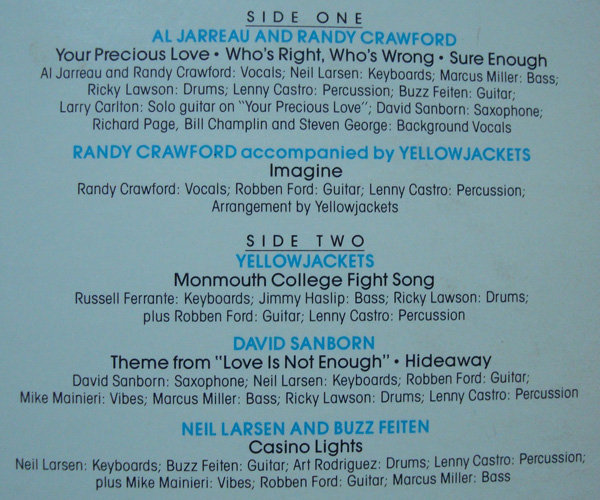 SIDE ONE
AL JARREAU AND RANDY CRAWFORD
Your Precious Love • Who's Right, Who's Wrong • Sure Enough
Al Jarreau and Randy Crawford: Vocals; Neil Larsen: Keyboards; Marcus Miller: Bass;
Ricky Lawson: Drums; Lenny Castro: Percussion; Buzz Feiten: Guitar;
Larry Carlton: Solo guitar on "Your Precious Love"; David Sanborn: Saxophone;
Richard Page, Bill Champlin and Steven George: Background Vocals
RANDY CRAWFORD accompanied by YELLOWJACKETS
Imagine
Randy Crawford: Vocals; Robben Ford: Guitar; Lenny Castro: Percussion;
Arrangement by Yellowjackets
SIDE TWO
YELLOWJACKETS
Monmouth College Fight Song
Russell Ferrante: Keyboards; Jimmy Haslip: Bass; Ricky Lawson: Drums;
plus Robben Ford: Guitar; Lenny Castro: Percussion
DAVID SANBORN
Theme from "Love Is Not Enough" • Hideaway
David Sanborn: Saxophone; Neil Larsen: Keyboards; Robben Ford: Guitar;
Mike Mainieri: Vibes; Marcus Miller: Bass; Ricky Lawson: Drums; Lenny Castro: Percussion
NEIL LARSEN AND BUZZ FEITEN
Casino Lights
Neil Larsen: Keyboards; Buzz Feiten: Guitar; Art Rodriguez: Drums; Lenny Castro: Percussion;
plus Mike Mainieri: Vibes; Robben Ford: Guitar; Marcus Miller: Bass